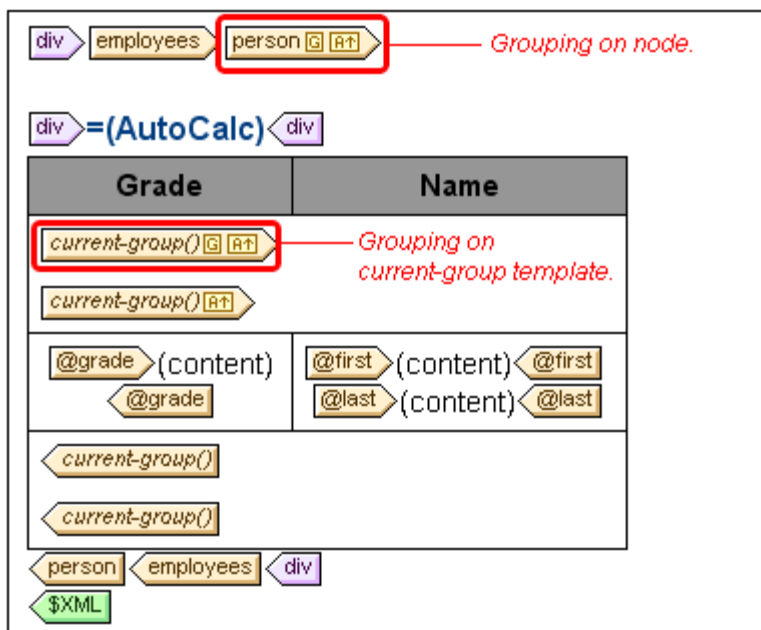 div employees person G A↑ Grouping on node.
div =(AutoCalc) div
Grade Name
current-group() G A↑ Grouping on
current-group template.
current-group() A↑
@grade (content) @first (content) @first
@grade @last (content) @last
current-group()
current-group()
person employees div
$XML